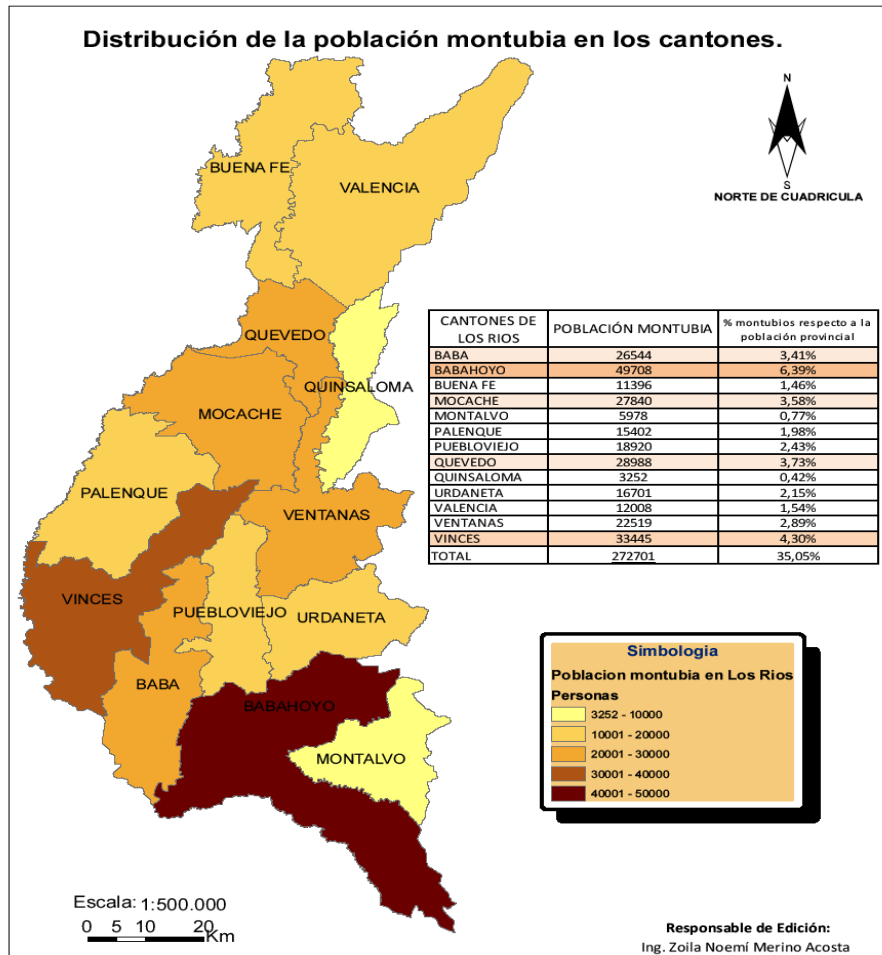 Distribución de la población montubia en los cantones.
N
S
NORTE DE CUADRICULA
BUENA FE
VALENCIA
QUEVEDO
QUINSALOMA
MOCACHE
PALENQUE
VENTANAS
VINCES
PUEBLOVIEJO
URDANETA
BABA
BABAHOYO
MONTALVO
CANTONES DE LOS RIOS POBLACIÓN MONTUBIA % montubios respecto a la población provincial
BABA 26544 3,41%
BABAHOYO 49708 6,39%
BUENA FE 11396 1,46%
MOCACHE 27840 3,58%
MONTALVO 5978 0,77%
PALENQUE 15402 1,98%
PUEBLOVIEJO 18920 2,43%
QUEVEDO 28988 3,73%
QUINSALOMA 3252 0,42%
URDANETA 16701 2,15%
VALENCIA 12008 1,54%
VENTANAS 22519 2,89%
VINCES 33445 4,30%
TOTAL 272701 35,05%
Simbologia
Poblacion montubia en Los Rios
Personas
3252 - 10000
10001 - 20000
20001 - 30000
30001 - 40000
40001 - 50000
Escala: 1:500.000
0 5 10 20
Km
Responsable de Edición:
Ing. Zoila Noemí Merino Acosta